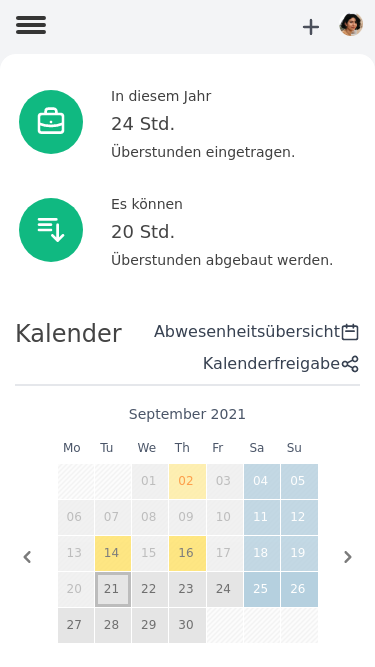 In diesem Jahr
24 Std.
Überstunden eingetragen.
Es können
20 Std.
Überstunden abgebaut werden.
Kalender
Abwesenheitsübersicht
Kalenderfreigabe
September 2021
Mo Tu We Th Fr Sa Su
01 02 03 04 05
06 07 08 09 10 11 12
13 14 15 16 17 18 19
20 21 22 23 24 25 26
27 28 29 30